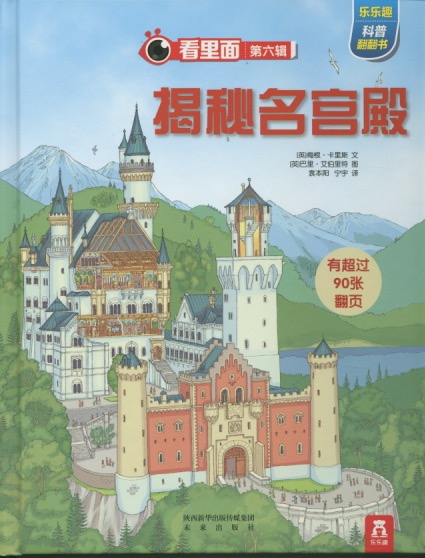 乐乐趣
科普
翻翻书
看里面 第六辑
揭秘名宫殿
[英]梅根·卡里斯 文
[英]巴里·艾伯里特 图
袁本阳 宁宇 译
有超过
90张
翻页
陕西新华出版传媒集团
未来出版社
乐乐趣